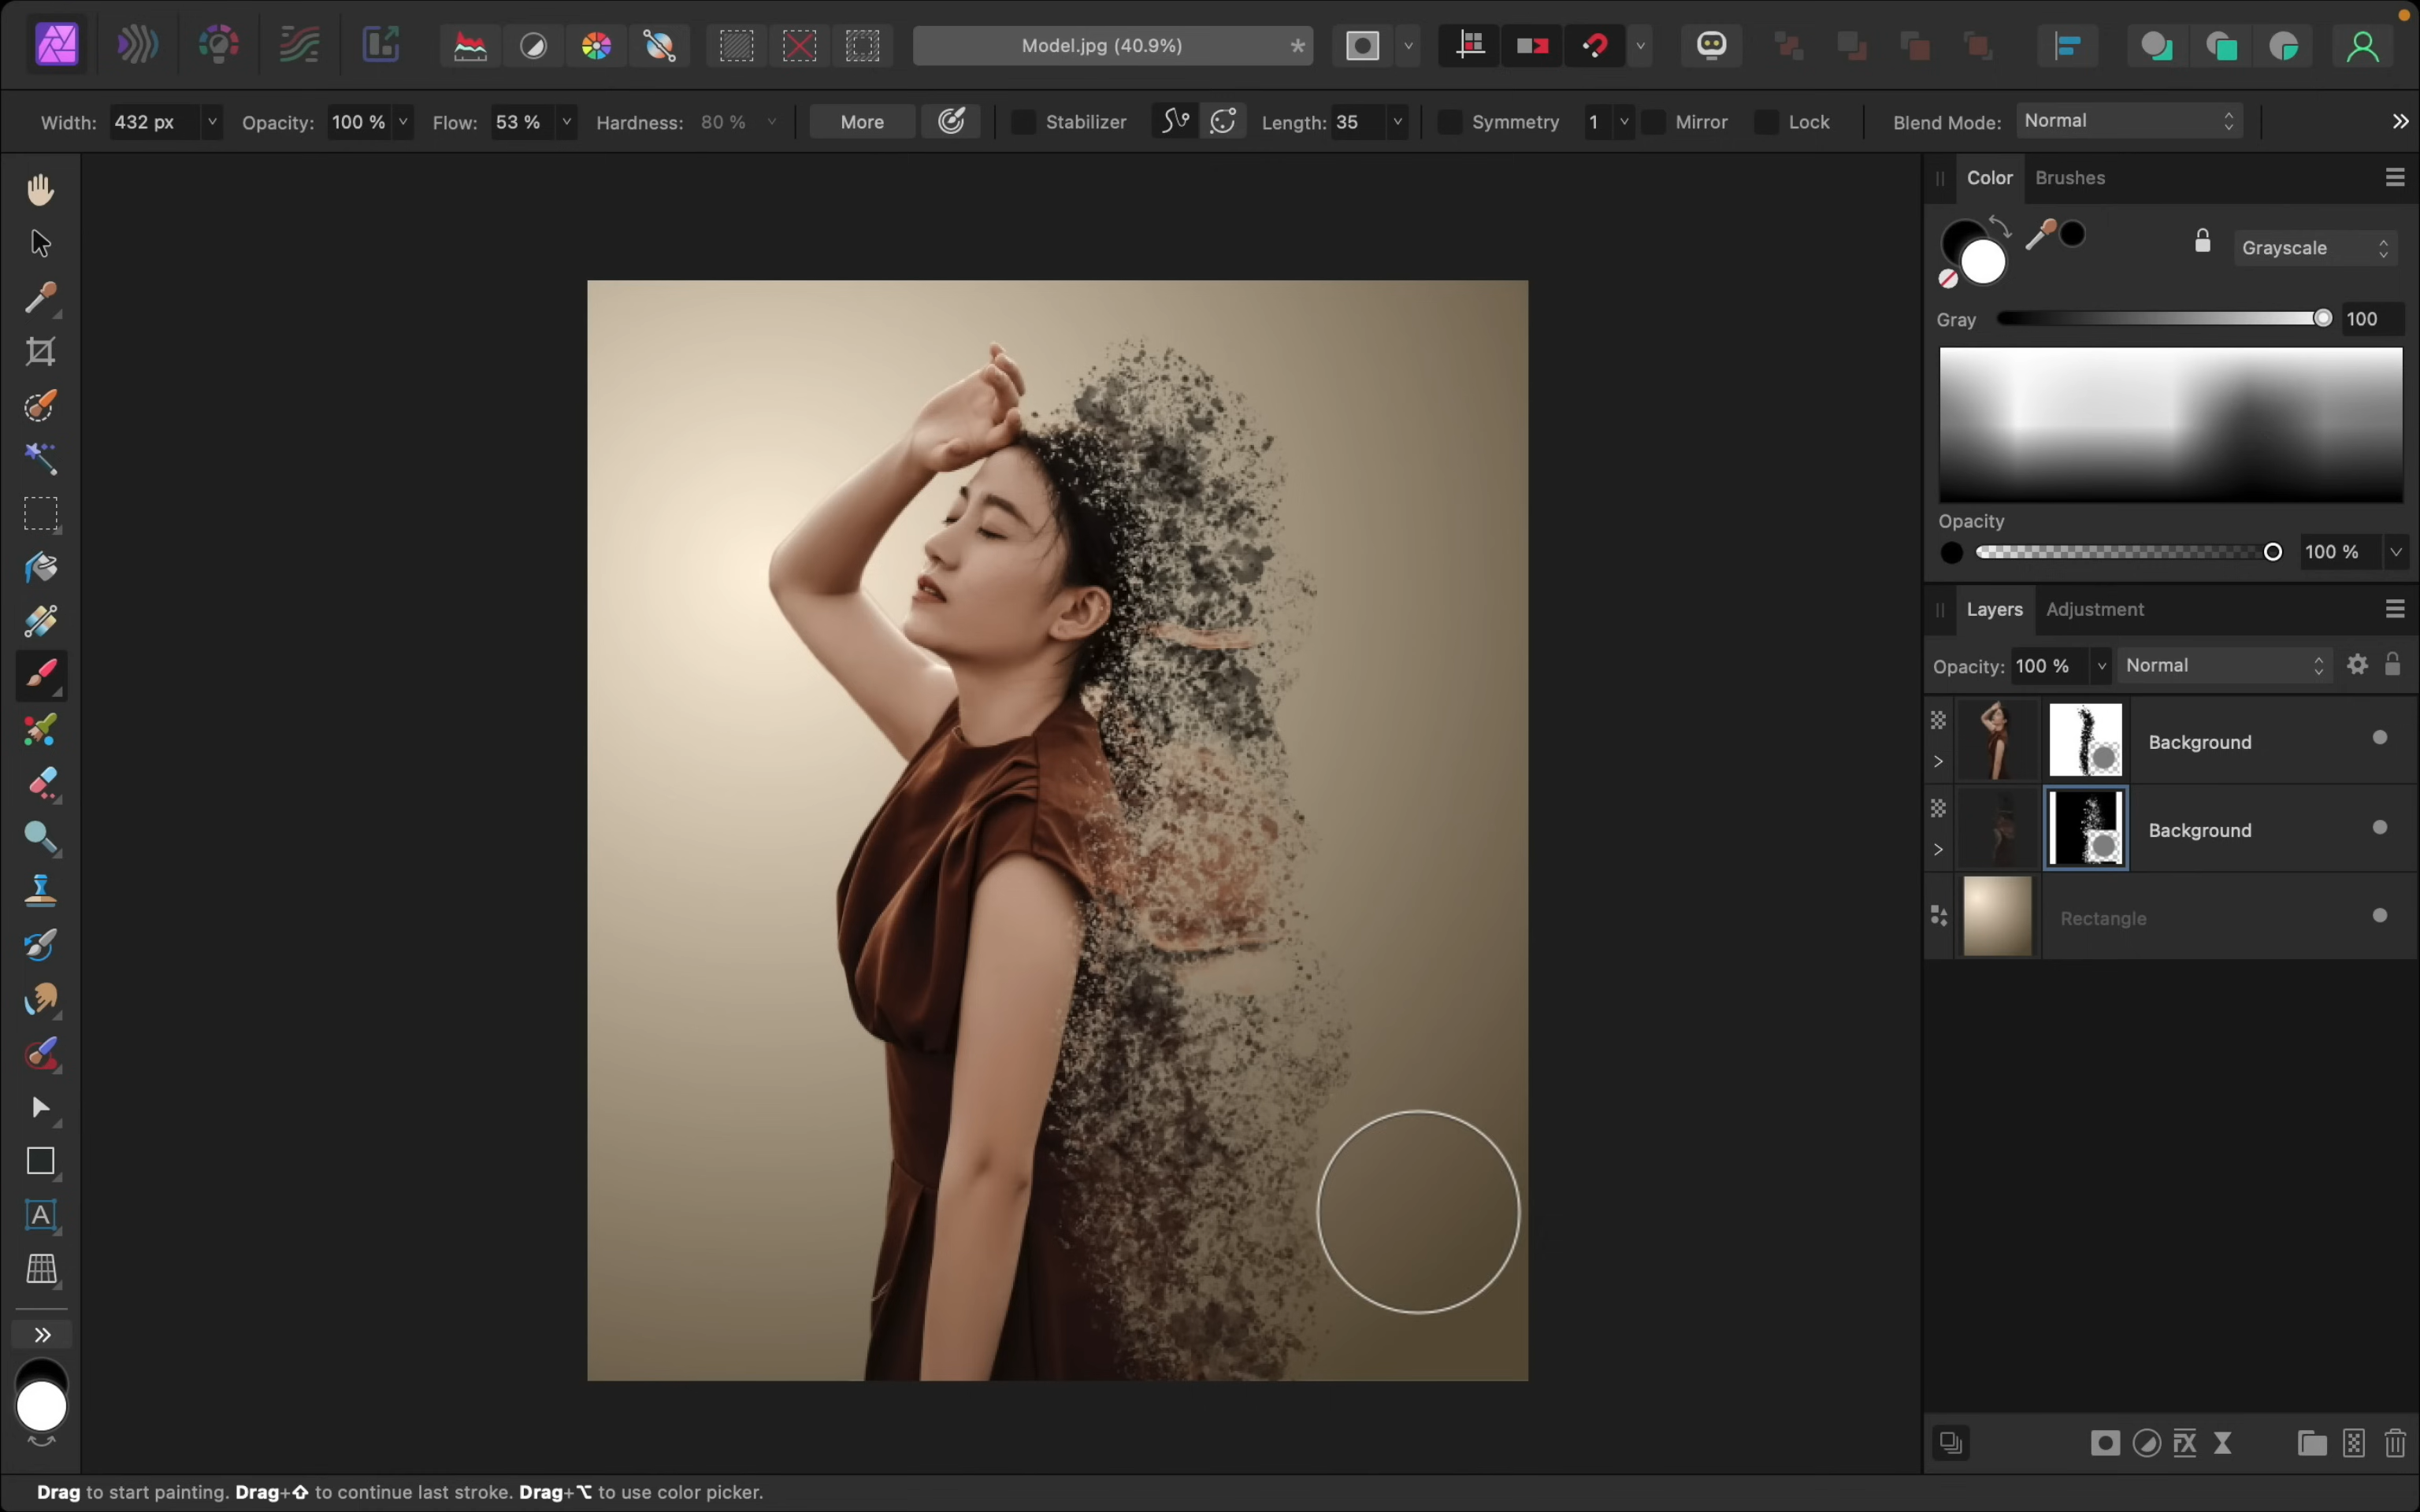 Model.jpg (40.9%) *
Width: 432 px Opacity: 100 % Flow: 53 % Hardness: 80 % More Stabilizer Length: 35 Symmetry 1 Mirror Lock Blend Mode: Normal
Color Brushes
Grayscale
Gray 100
Opacity
100 %
Layers Adjustment
Opacity: 100 % Normal
Background
Background
Rectangle
A
FX
Drag to start painting. Drag+⇧ to continue last stroke. Drag+⌥ to use color picker.